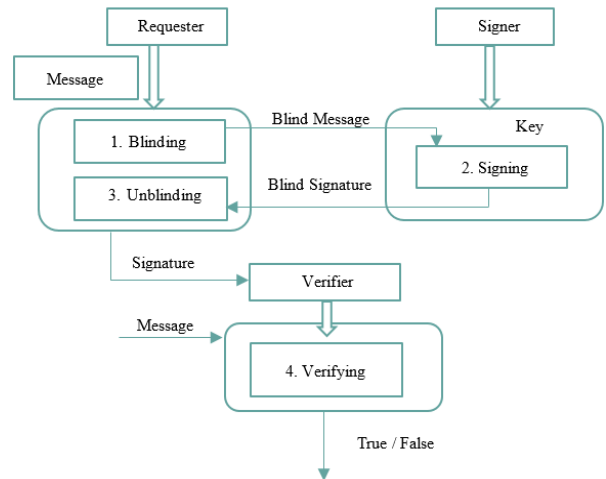 Requester
Signer
Message
Blind Message
Key
1. Blinding
2. Signing
Blind Signature
3. Unblinding
Signature
Verifier
Message
4. Verifying
True / False